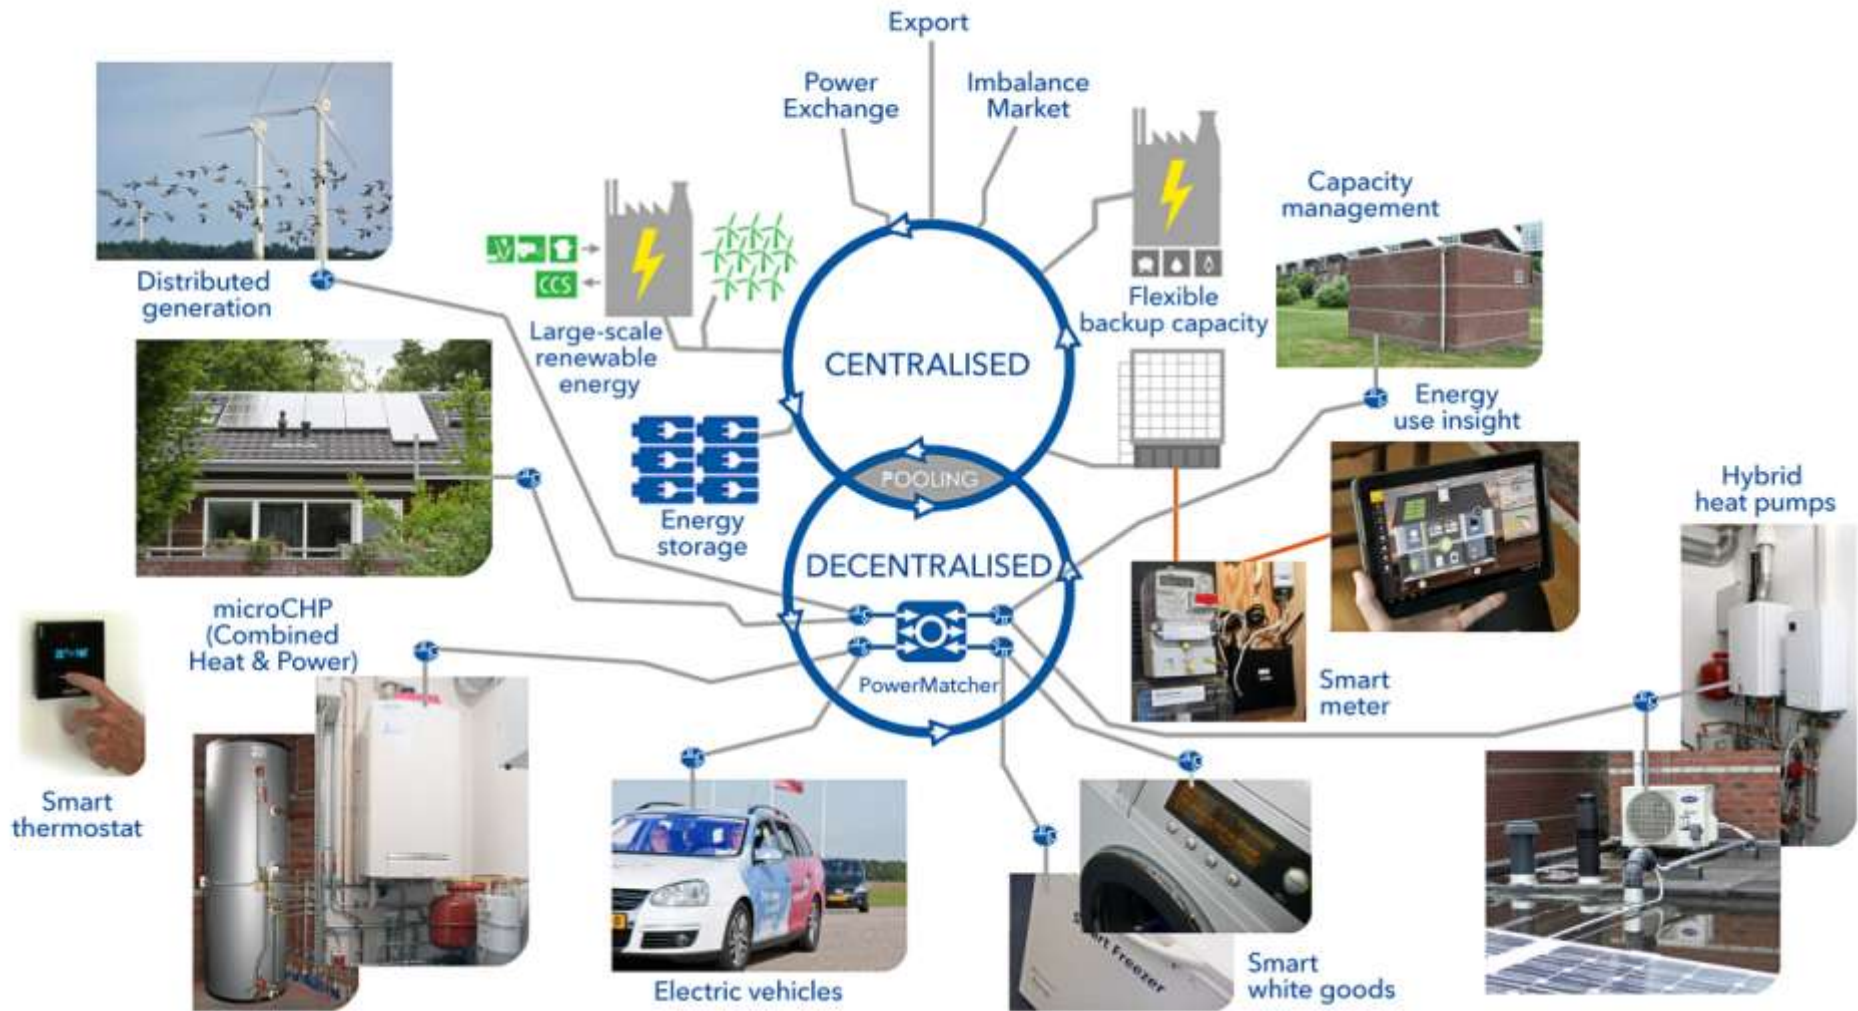 Export
Power
Exchange
Imbalance
Market
Capacity
management
Distributed
generation
CCS
Large-scale
renewable
energy
Flexible
backup capacity
CENTRALISED
Energy
use insight
POOLING
Energy
storage
Hybrid
heat pumps
DECENTRALISED
microCHP
(Combined
Heat & Power)
PowerMatcher
Smart
meter
Smart
thermostat
Electric vehicles
Freezer
Smart
white goods